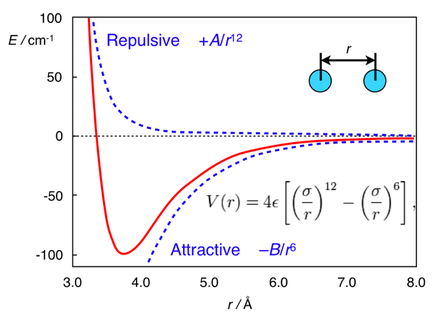 E / cm⁻¹
100
50
0
-50
-100
Repulsive +A/r¹²
r
V(r) = 4ϵ [ (σ/r)¹² − (σ/r)⁶ ] ,
Attractive −B/r⁶
3.0 4.0 5.0 6.0 7.0 8.0
r / Å